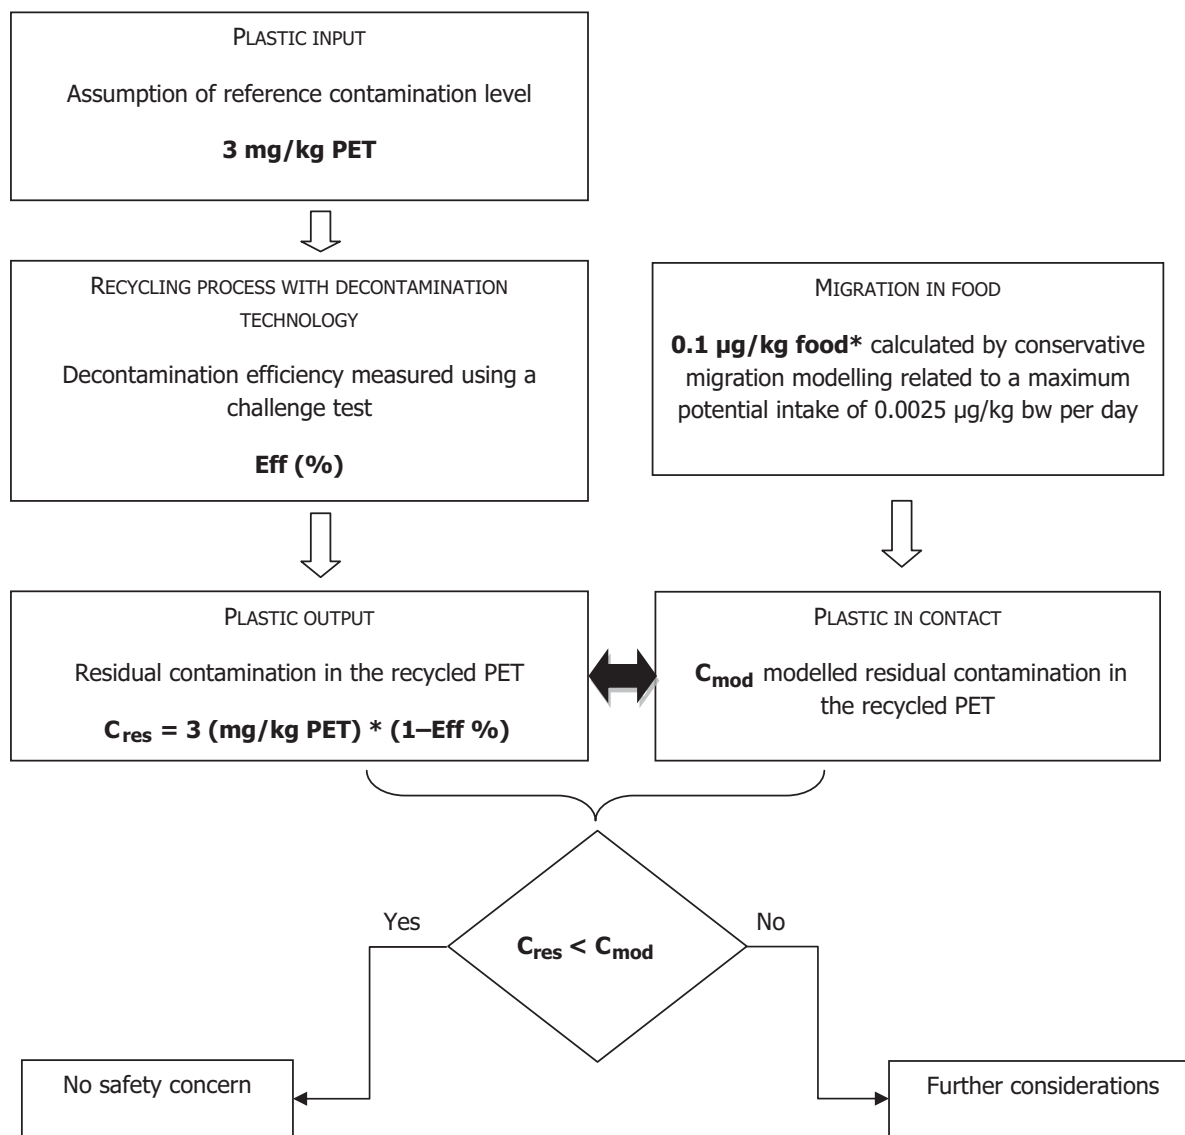 PLASTIC INPUT
Assumption of reference contamination level
3 mg/kg PET
RECYCLING PROCESS WITH DECONTAMINATION
TECHNOLOGY
Decontamination efficiency measured using a
challenge test
Eff (%)
MIGRATION IN FOOD
0.1 µg/kg food* calculated by conservative
migration modelling related to a maximum
potential intake of 0.0025 µg/kg bw per day
PLASTIC OUTPUT
Residual contamination in the recycled PET
Cres = 3 (mg/kg PET) * (1–Eff %)
PLASTIC IN CONTACT
Cmod modelled residual contamination in
the recycled PET
Yes
No
Cres < Cmod
No safety concern
Further considerations